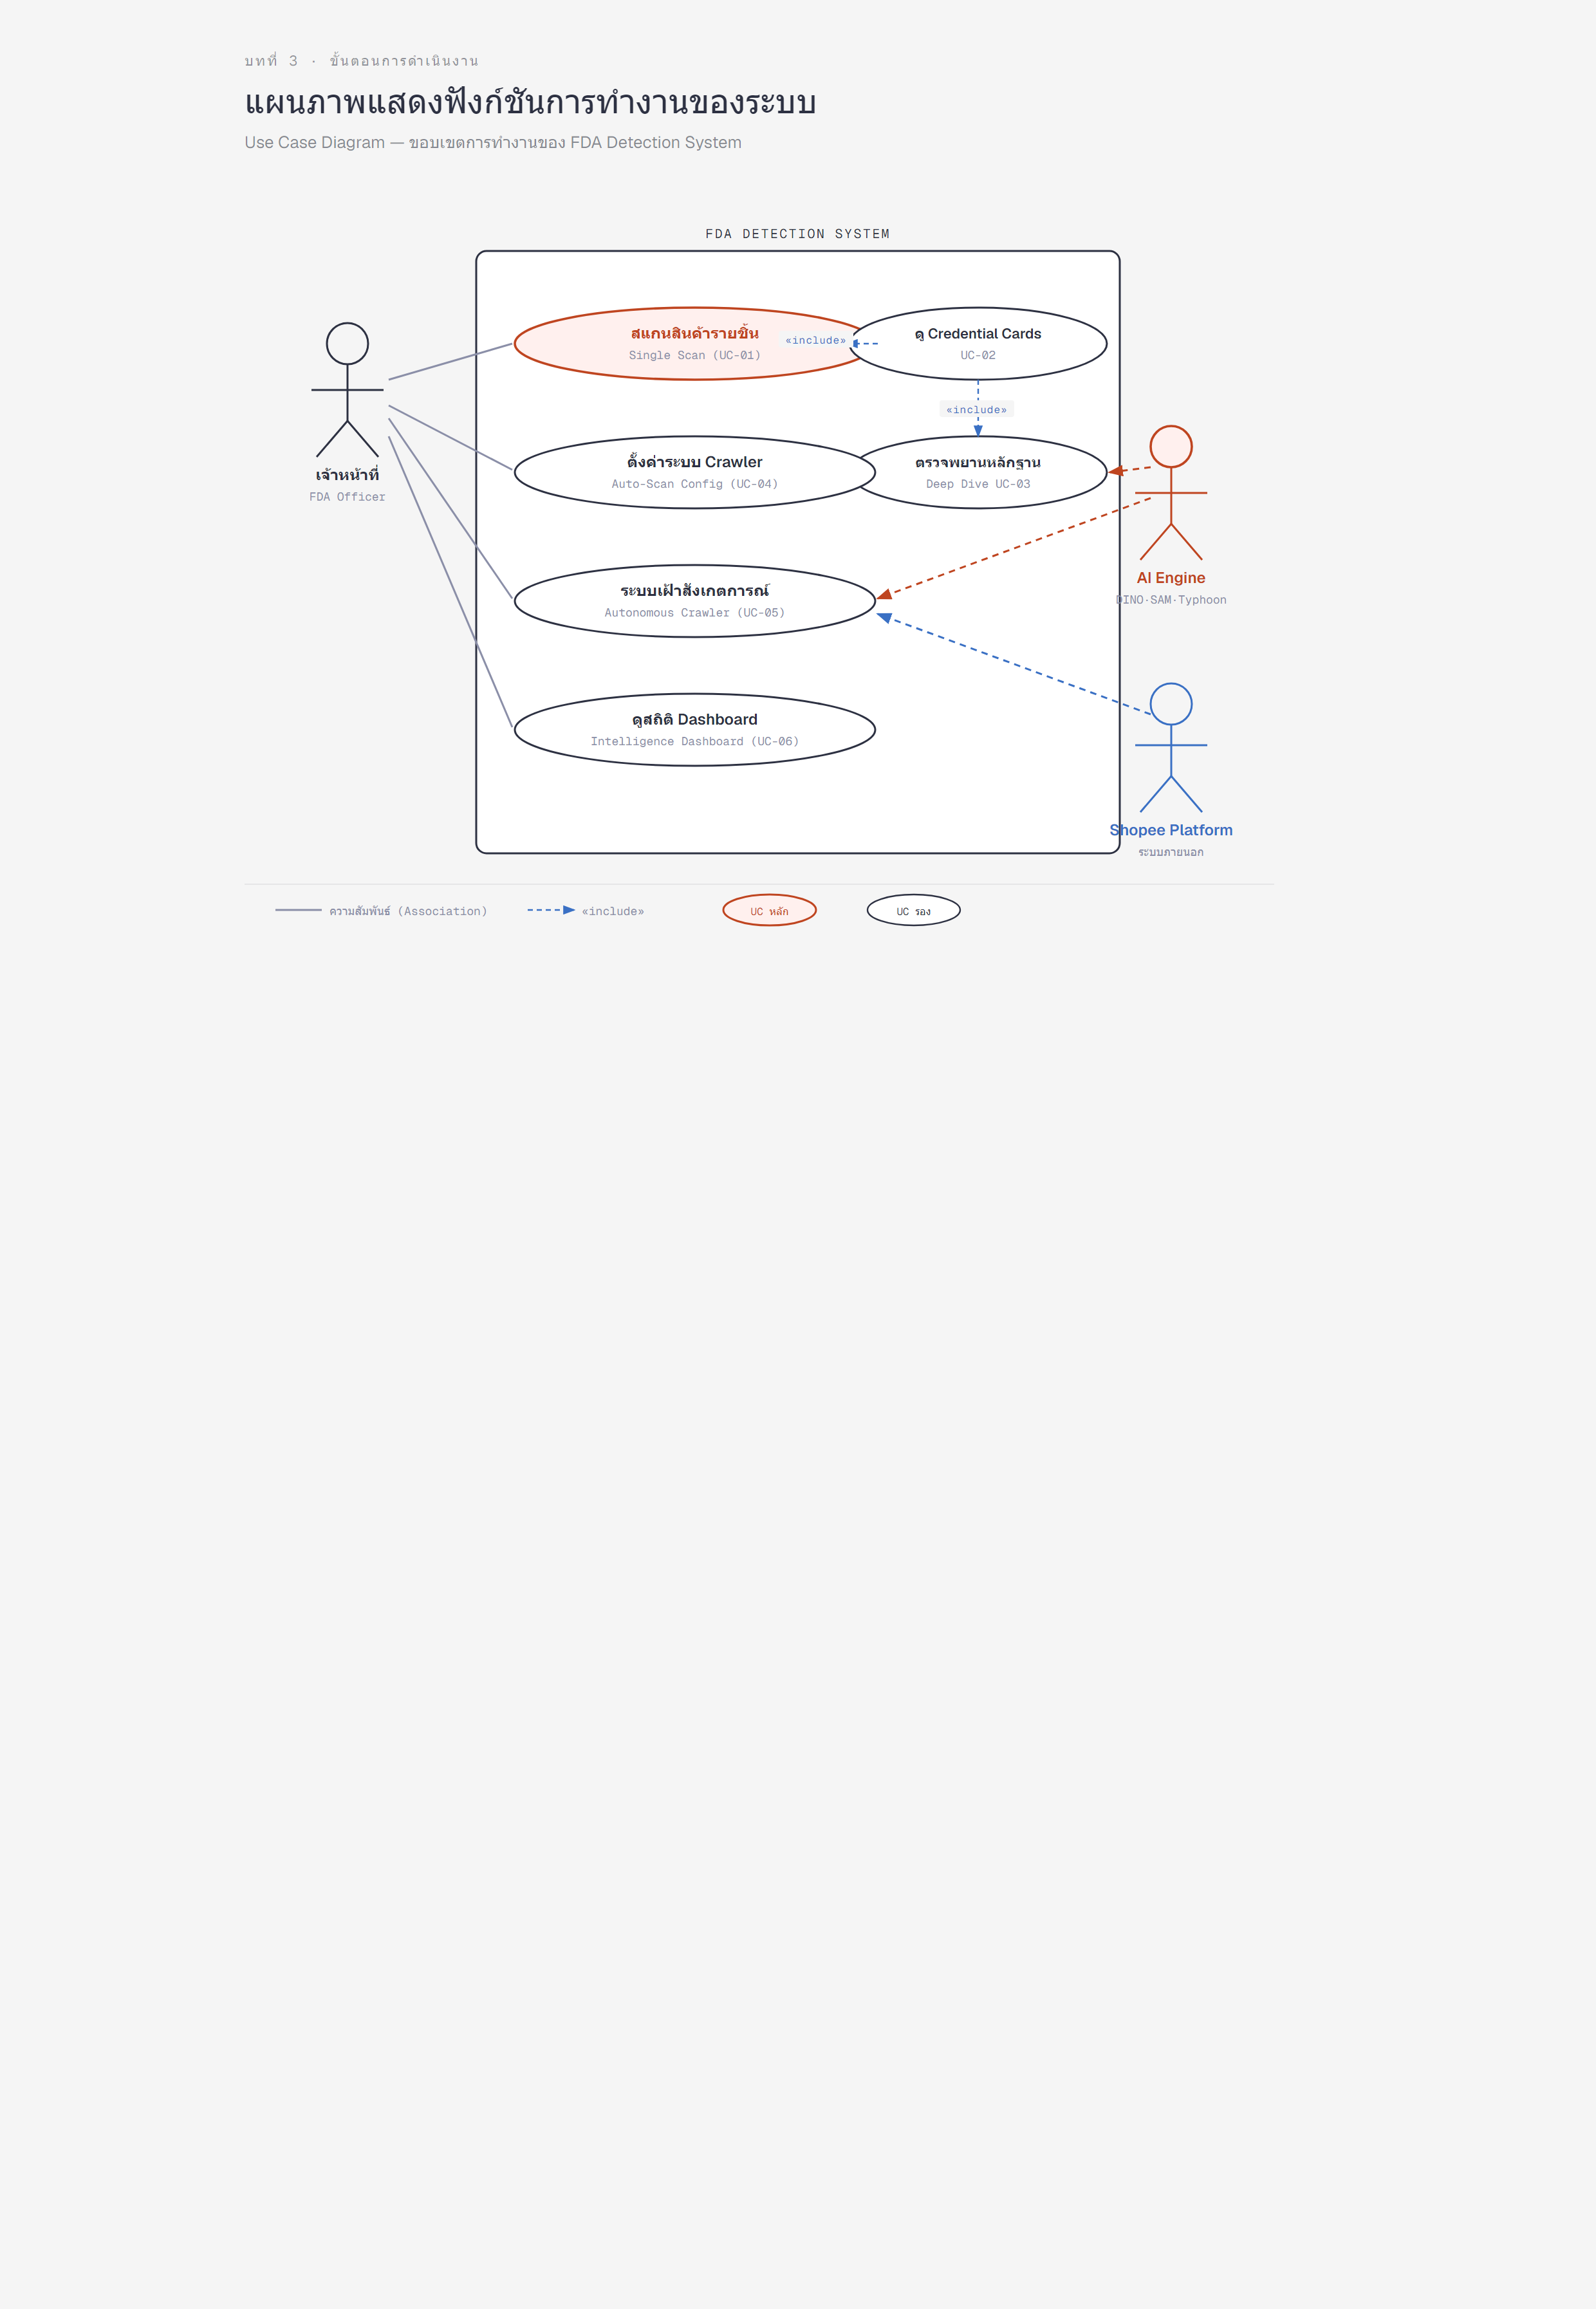 บทที่ 3 · ขั้นตอนการดำเนินงาน
แผนภาพแสดงฟังก์ชันการทำงานของระบบ
Use Case Diagram — ขอบเขตการทำงานของ FDA Detection System
FDA DETECTION SYSTEM
สแกนสินค้ารายชิ้น
Single Scan (UC-01)
«include»
ดู Credential Cards
UC-02
«include»
เจ้าหน้าที่
FDA Officer
ตั้งค่าระบบ Crawler
Auto-Scan Config (UC-04)
ตรวจพยานหลักฐาน
Deep Dive UC-03
AI Engine
DINO·SAM·Typhoon
ระบบเฝ้าสังเกตการณ์
Autonomous Crawler (UC-05)
ดูสถิติ Dashboard
Intelligence Dashboard (UC-06)
Shopee Platform
ระบบภายนอก
ความสัมพันธ์ (Association)
«include»
UC หลัก
UC รอง